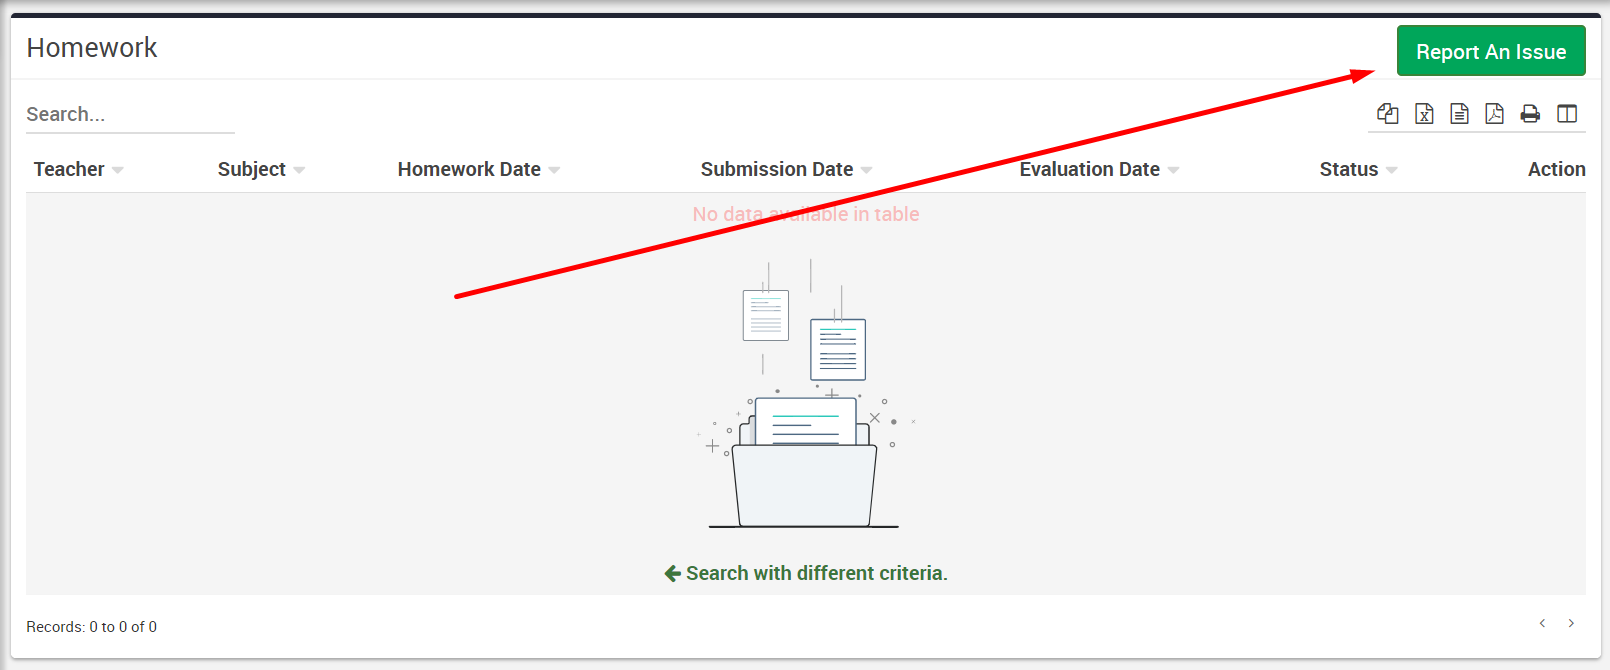 Homework
Report An Issue
Search...
Teacher Subject Homework Date Submission Date Evaluation Date Status Action
No data available in table
Search with different criteria.
Records: 0 to 0 of 0